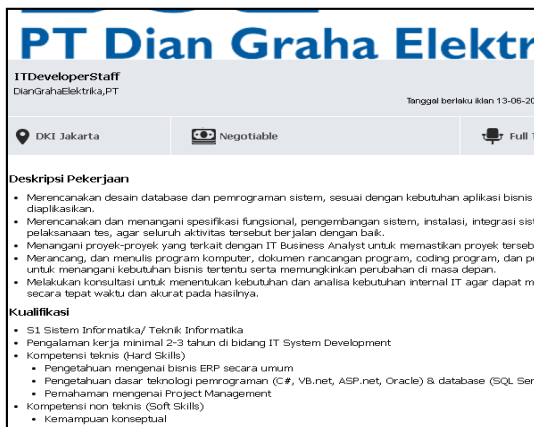 PT Dian Graha Elektr
ITDeveloperStaff
DianGrahaElektrika,PT
Tanggal berlaku iklan 13-06-20
DKI Jakarta
Negotiable
Full
Deskripsi Pekerjaan
• Merencanakan desain database dan pemrograman sistem, sesuai dengan kebutuhan aplikasi bisnis
diaplikasikan.
• Merencanakan dan menangani spesifikasi fungsional, pengembangan sistem, instalasi, integrasi sis
pelaksanaan tes, agar seluruh aktivitas tersebut berjalan dengan baik.
• Menangani proyek-proyek yang terkait dengan IT Business Analyst untuk memastikan proyek terseb
• Merancang, dan menulis program komputer, dokumen rancangan program, coding program, dan p
untuk menangani kebutuhan bisnis tertentu serta memungkinkan perubahan di masa depan.
• Melakukan konsultasi untuk menentukan kebutuhan dan analisa kebutuhan internal IT agar dapat m
secara tepat waktu dan akurat pada hasilnya.
Kualifikasi
• S1 Sistem Informatika/ Teknik Informatika
• Pengalaman kerja minimal 2-3 tahun di bidang IT System Development
• Kompetensi teknis (Hard Skills)
• Pengetahuan mengenai bisnis ERP secara umum
• Pengetahuan dasar teknologi pemrograman (C#, VB.net, ASP.net, Oracle) & database (SQL Ser
• Pemahaman mengenai Project Management
• Kompetensi non teknis (Soft Skills)
• Kemampuan konseptual